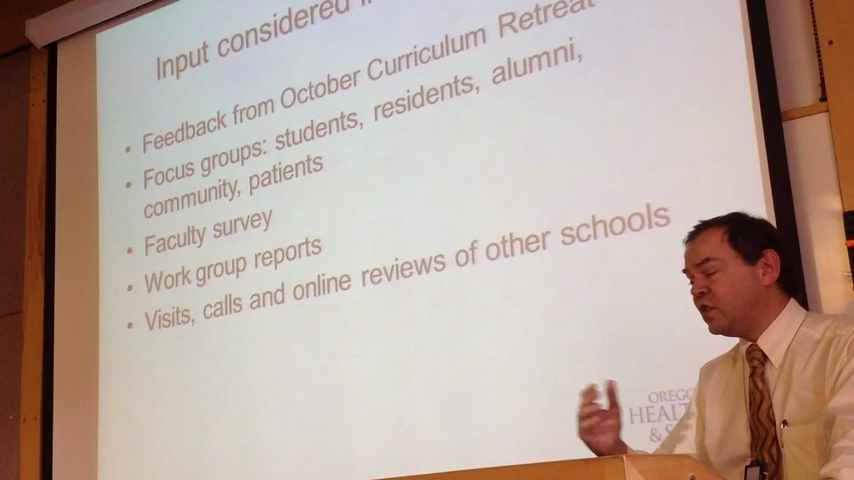 Input considered
• Feedback from October Curriculum Retreat
• Focus groups: students, residents, alumni,
community, patients
• Faculty survey
• Work group reports
• Visits, calls and online reviews of other schools
OREGO
HEALT
&